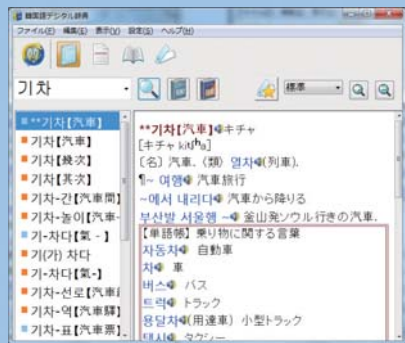 韓国語デジタル辞典
ファイル(F) 編集(E) 表示(V) 設定(S) ヘルプ(H)
기차
標準
**기차【汽車】
기차【汽車】
기차【幾次】
기차【其次】
기차-간【汽車間】
기차-놀이【汽車-
기-차다【氣 - 】
기(가) 차다
기-차다【氣-】
기차-선로【汽車
기차-역【汽車驛】
기차-표【汽車票】
**기차【汽車】キチャ
[キチャ kitʃʰa]
〔名〕汽車. (類) 열차(列車).
¶~ 여행 汽車旅行
~에서 내리다 汽車から降りる
부산발 서울행 ~ 釜山発ソウル行きの汽車.
【単語帳】乗り物に関する言葉
자동차 自動車
차 車
버스 バス
트럭 トラック
용달차(用達車) 小型トラック
택시 タクシー